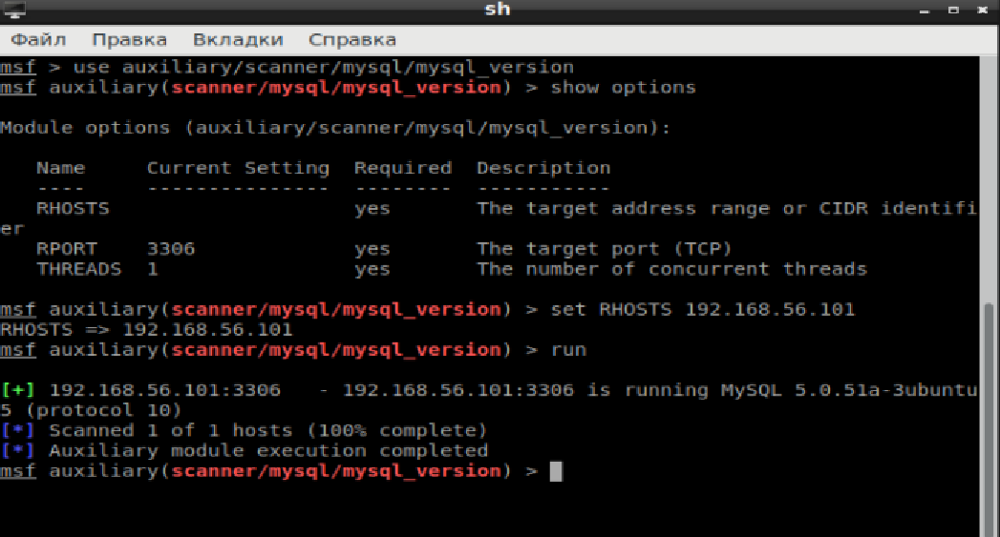 sh
Файл Правка Вкладки Справка
msf > use auxiliary/scanner/mysql/mysql_version
msf auxiliary(scanner/mysql/mysql_version) > show options
Module options (auxiliary/scanner/mysql/mysql_version):
Name Current Setting Required Description
---- --------------- -------- -----------
RHOSTS yes The target address range or CIDR identifi
er
RPORT 3306 yes The target port (TCP)
THREADS 1 yes The number of concurrent threads
msf auxiliary(scanner/mysql/mysql_version) > set RHOSTS 192.168.56.101
RHOSTS => 192.168.56.101
msf auxiliary(scanner/mysql/mysql_version) > run
[+] 192.168.56.101:3306 - 192.168.56.101:3306 is running MySQL 5.0.51a-3ubuntu
5 (protocol 10)
[*] Scanned 1 of 1 hosts (100% complete)
[*] Auxiliary module execution completed
msf auxiliary(scanner/mysql/mysql_version) >